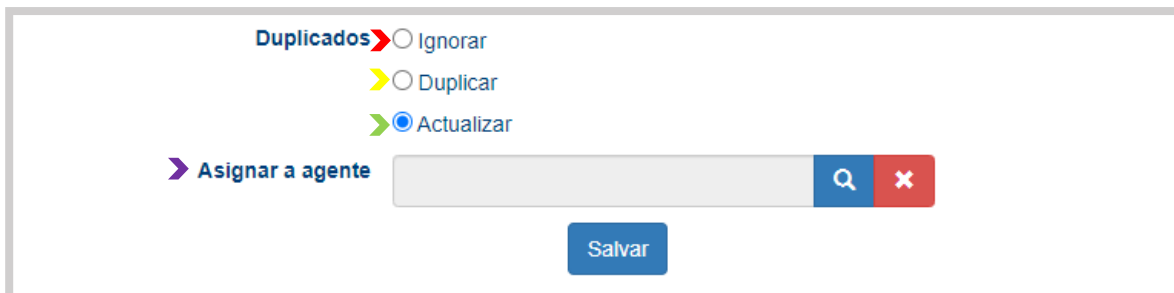 Duplicados Ignorar
Duplicar
Actualizar
Asignar a agente
Salvar